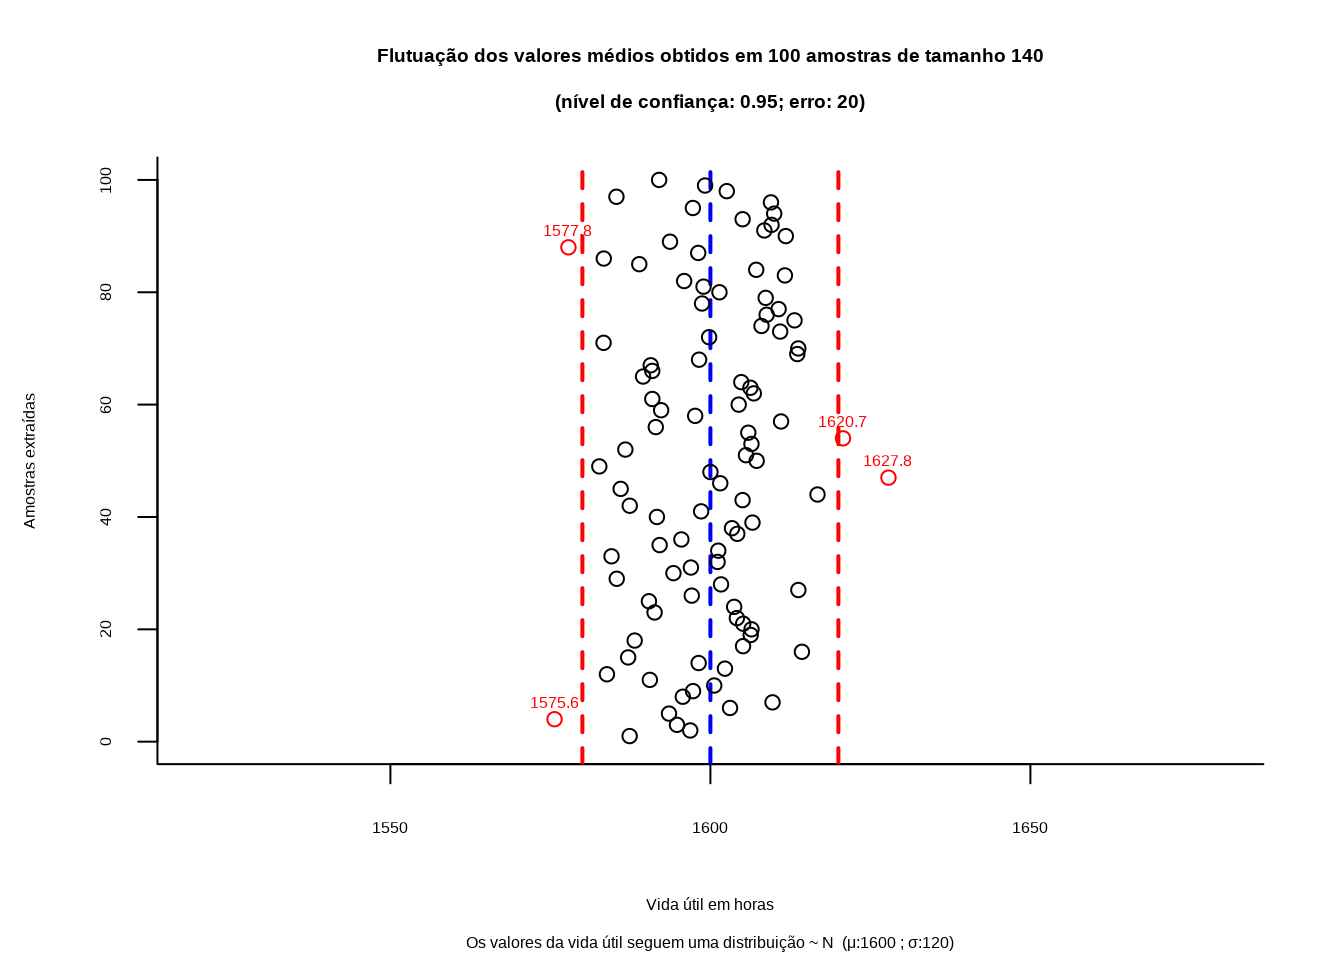 Flutuação dos valores médios obtidos em 100 amostras de tamanho 140
(nível de confiança: 0.95; erro: 20)
Amostras extraídas
100
80
60
40
20
0
1577.8
1620.7
1627.8
1575.6
1550
1600
1650
Vida útil em horas
Os valores da vida útil seguem uma distribuição ~ N (μ:1600 ; σ:120)